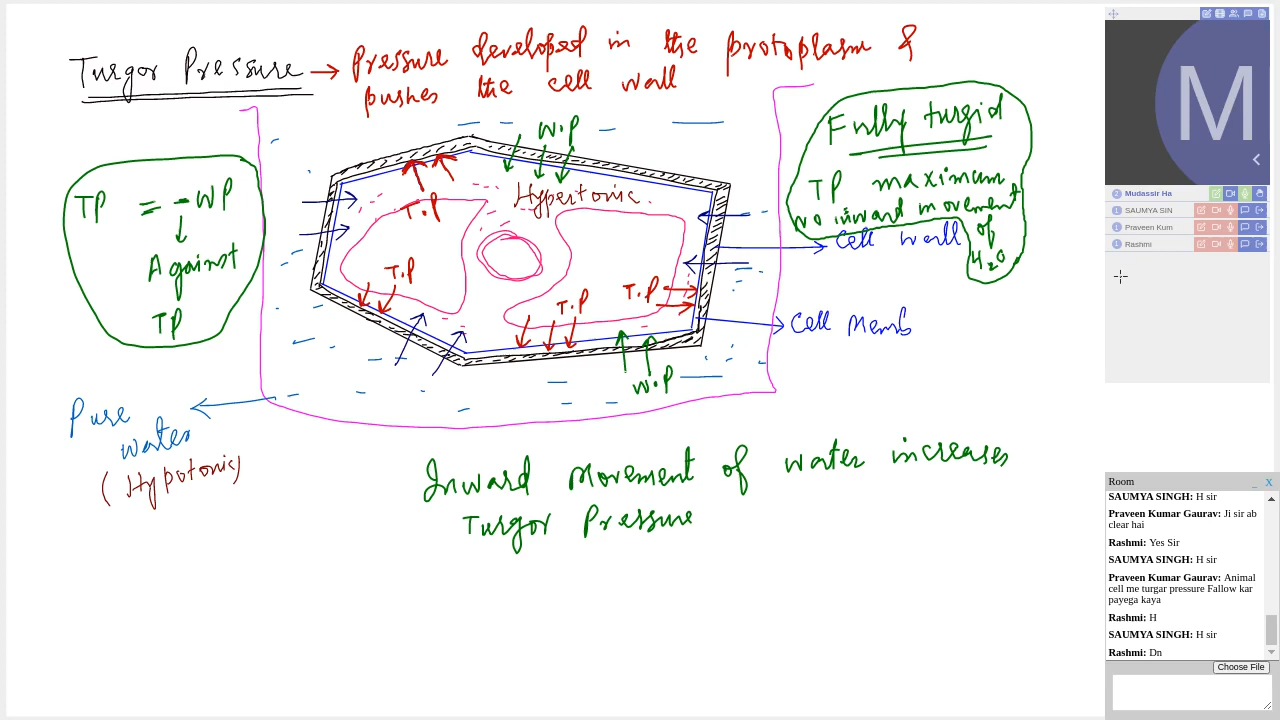 Turgor Pressure → Pressure developed in the protoplasm &
pushes the cell wall
Fully turgid
TP maximum
No inward movement
of
H2O
TP = -WP
↓
Against
TP
W.P
Hypertonic.
T.P
T.P
T.P
T.P
W.P
Cell wall
Cell Memb
Pure
water
(Hypotonic)
Inward Movement of water increases
Turgor Pressure
M
Mudassir Ha
SAUMYA SIN
Praveen Kum
Rashmi
Room
_ X
SAUMYA SINGH: H sir
Praveen Kumar Gaurav: Ji sir ab
clear hai
Rashmi: Yes Sir
SAUMYA SINGH: H sir
Praveen Kumar Gaurav: Animal
cell me turgar pressure Fallow kar
payega kaya
Rashmi: H
SAUMYA SINGH: H sir
Rashmi: Dn
Choose File